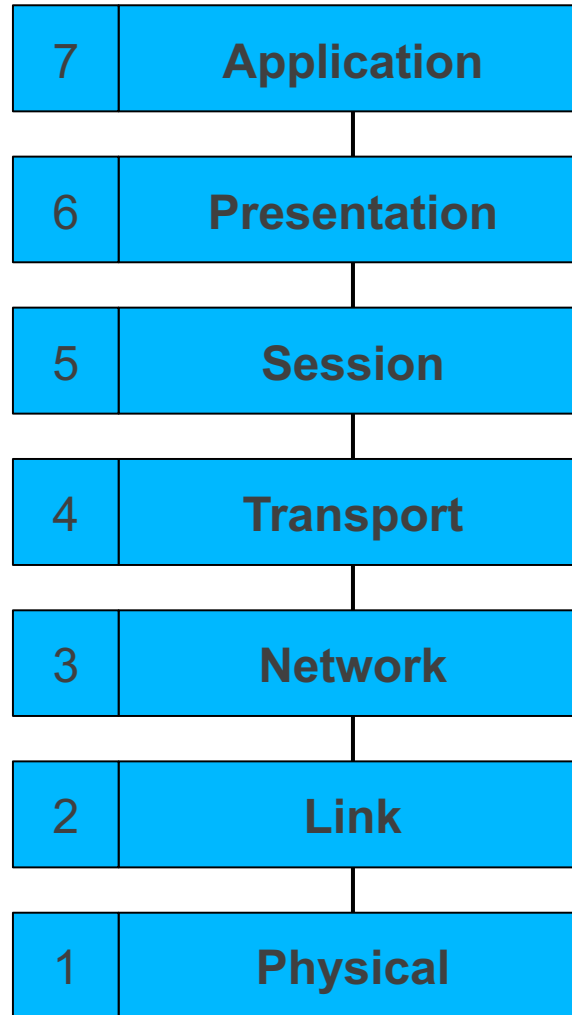 7 Application
6 Presentation
5 Session
4 Transport
3 Network
2 Link
1 Physical